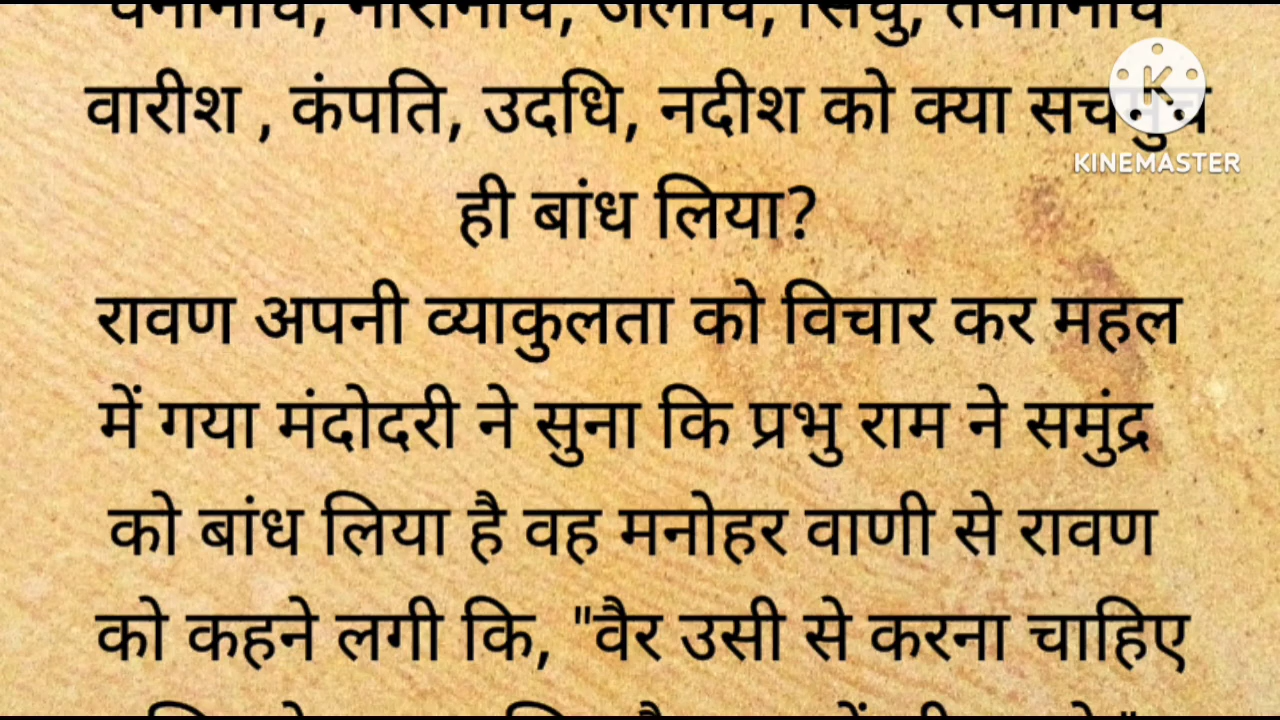 वारीश , कंपति, उदधि, नदीश को क्या
ही बांध लिया?
रावण अपनी व्याकुलता को विचार कर महल
में गया मंदोदरी ने सुना कि प्रभु राम ने समुंद्र
को बांध लिया है वह मनोहर वाणी से रावण
को कहने लगी कि, "वैर उसी से करना चाहिए
K
KINEMASTER